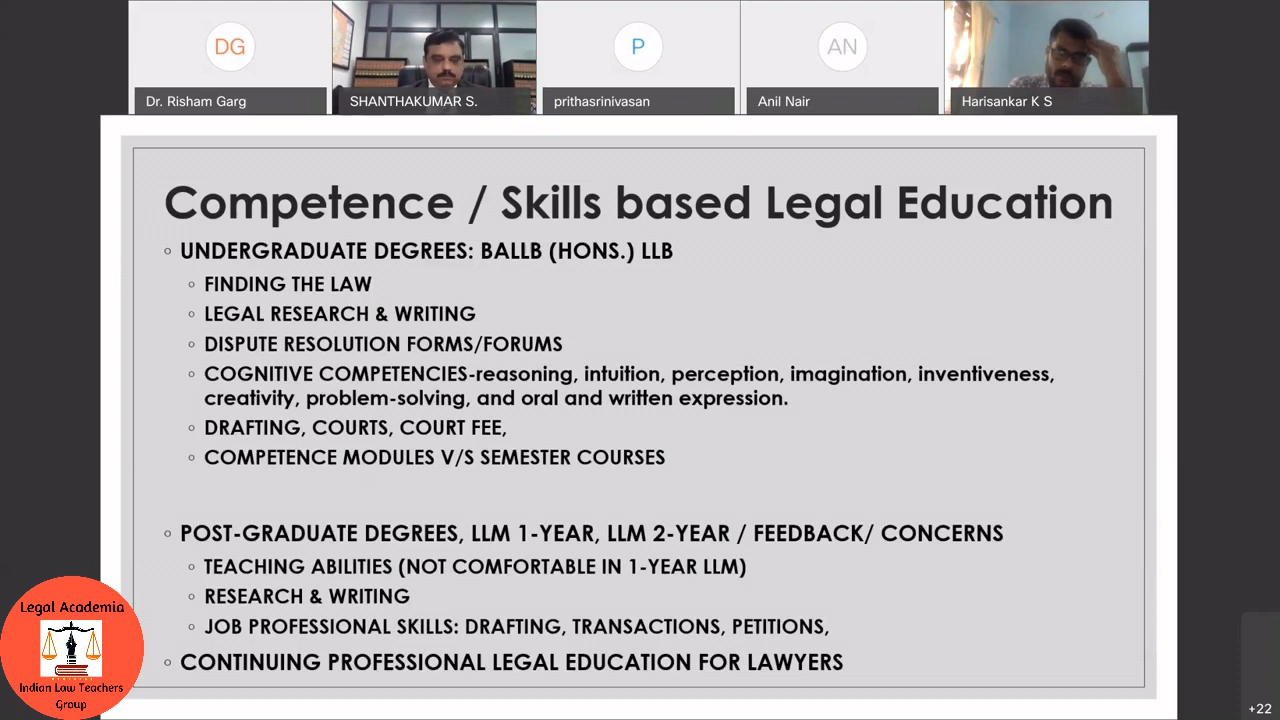 DG
P
AN
Dr. Risham Garg
SHANTHAKUMAR S.
prithasrinivasan
Anil Nair
Harisankar K S
Competence / Skills based Legal Education
UNDERGRADUATE DEGREES: BALLB (HONS.) LLB
FINDING THE LAW
LEGAL RESEARCH & WRITING
DISPUTE RESOLUTION FORMS/FORUMS
COGNITIVE COMPETENCIES-reasoning, intuition, perception, imagination, inventiveness,
creativity, problem-solving, and oral and written expression.
DRAFTING, COURTS, COURT FEE,
COMPETENCE MODULES V/S SEMESTER COURSES
POST-GRADUATE DEGREES, LLM 1-YEAR, LLM 2-YEAR / FEEDBACK/ CONCERNS
TEACHING ABILITIES (NOT COMFORTABLE IN 1-YEAR LLM)
RESEARCH & WRITING
JOB PROFESSIONAL SKILLS: DRAFTING, TRANSACTIONS, PETITIONS,
CONTINUING PROFESSIONAL LEGAL EDUCATION FOR LAWYERS
Legal Academia
Indian Law Teachers
Group
+22